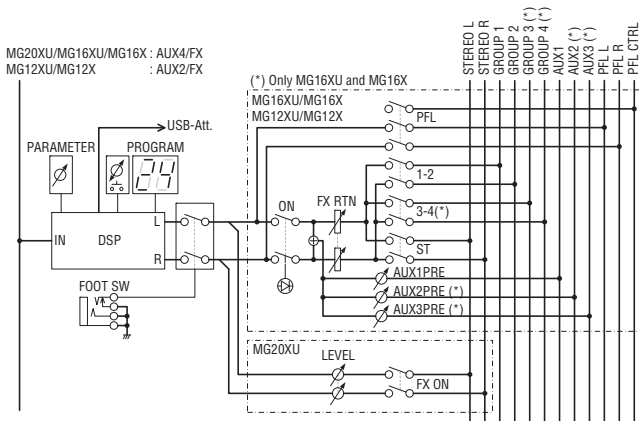 MG20XU/MG16XU/MG16X : AUX4/FX
MG12XU/MG12X : AUX2/FX
STEREO L
STEREO R
GROUP 1
GROUP 2
GROUP 3 (*)
GROUP 4 (*)
AUX1
AUX2 (*)
AUX3 (*)
PFL L
PFL R
PFL CTRL
(*) Only MG16XU and MG16X
MG16XU/MG16X
MG12XU/MG12X
PFL
USB-Att.
PARAMETER
PROGRAM
24
1-2
ON
FX RTN
3-4(*)
L
IN
DSP
R
ST
FOOT SW
AUX1PRE
AUX2PRE (*)
AUX3PRE (*)
MG20XU
LEVEL
FX ON